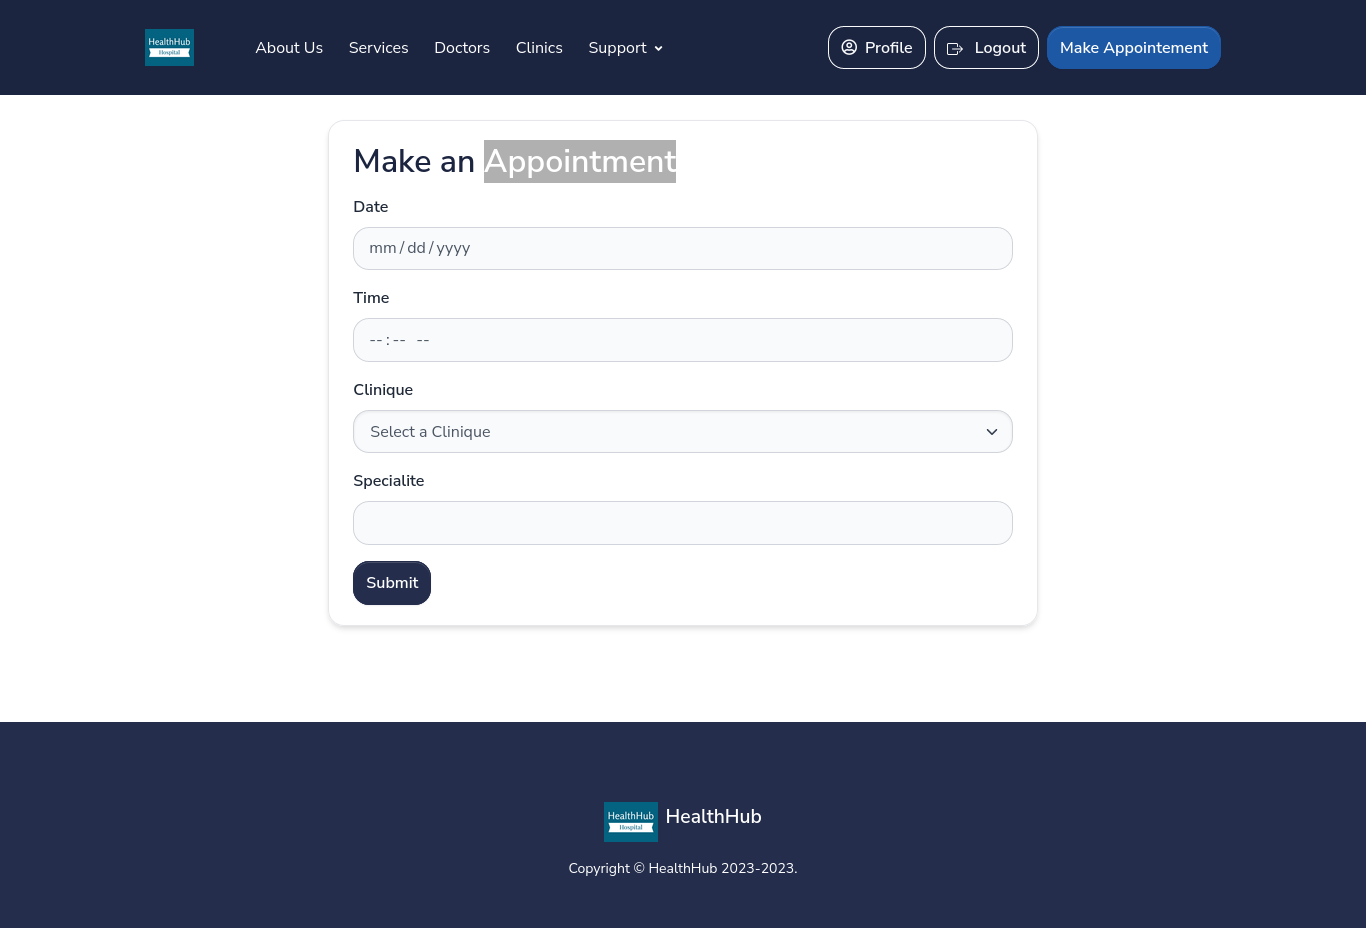 HealthHub
Hospital
About Us Services Doctors Clinics Support Profile Logout Make Appointement
Make an Appointment
Date
mm/dd/yyyy
Time
--:-- --
Clinique
Select a Clinique
Specialite
Submit
HealthHub
Hospital
HealthHub
Copyright © HealthHub 2023-2023.